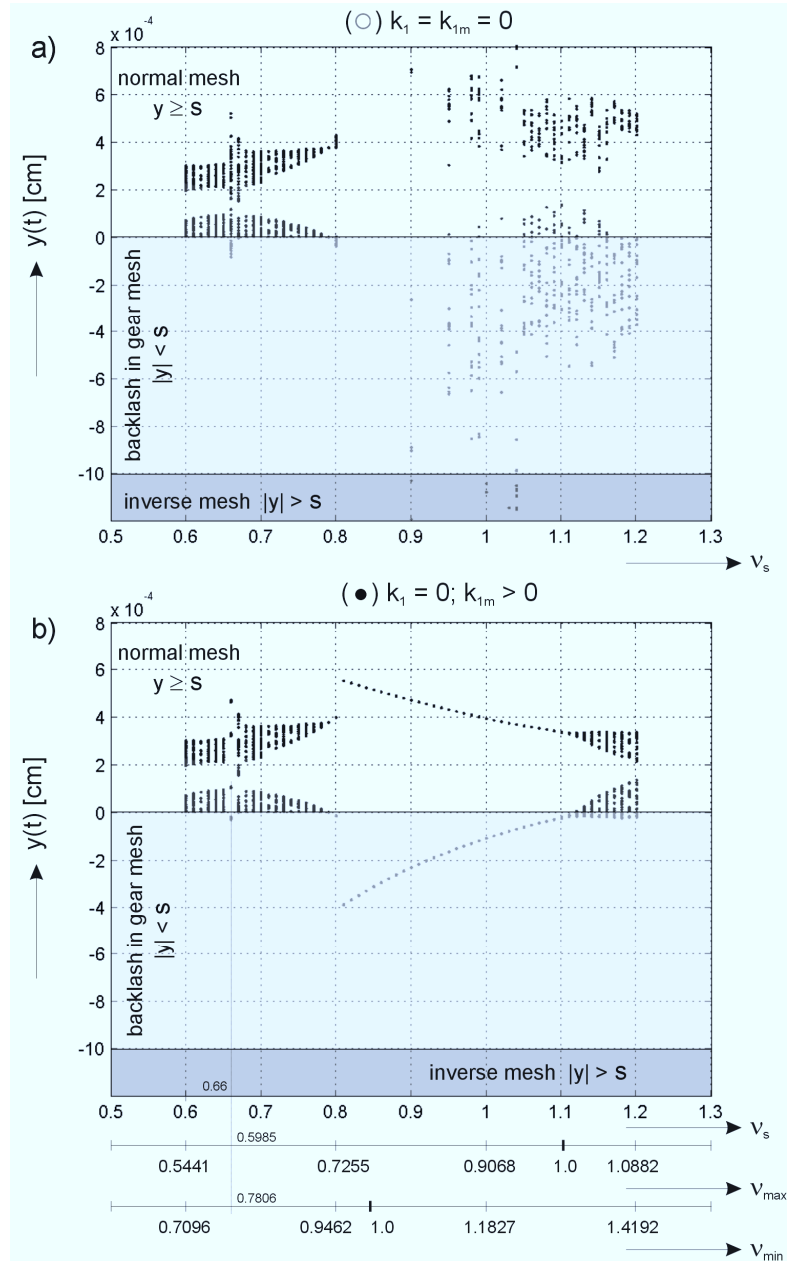 (○) k₁ = k₁ₘ = 0
a)
x 10⁻⁴
8
6
4
2
0
-2
-4
-6
-8
-10
y(t) [cm]
normal mesh
y ≥ s
backlash in gear mesh
|y| < s
inverse mesh |y| > s
0.5 0.6 0.7 0.8 0.9 1 1.1 1.2 1.3
νₛ
(●) k₁ = 0; k₁ₘ > 0
b)
x 10⁻⁴
8
6
4
2
0
-2
-4
-6
-8
-10
y(t) [cm]
normal mesh
y ≥ s
backlash in gear mesh
|y| < s
inverse mesh |y| > s
0.66
0.5 0.6 0.7 0.8 0.9 1 1.1 1.2 1.3
νₛ
0.5985
0.5441 0.7255 0.9068 1.0 1.0882
ν_max
0.7806
0.7096 0.9462 1.0 1.1827 1.4192
ν_min